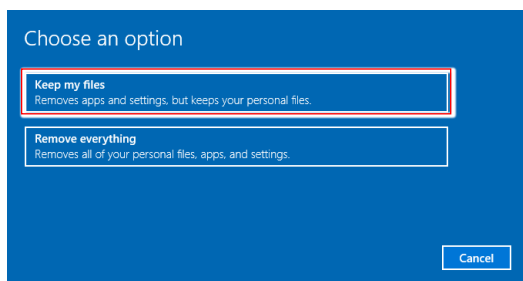 Choose an option
Keep my files
Removes apps and settings, but keeps your personal files.
Remove everything
Removes all of your personal files, apps, and settings.
Cancel